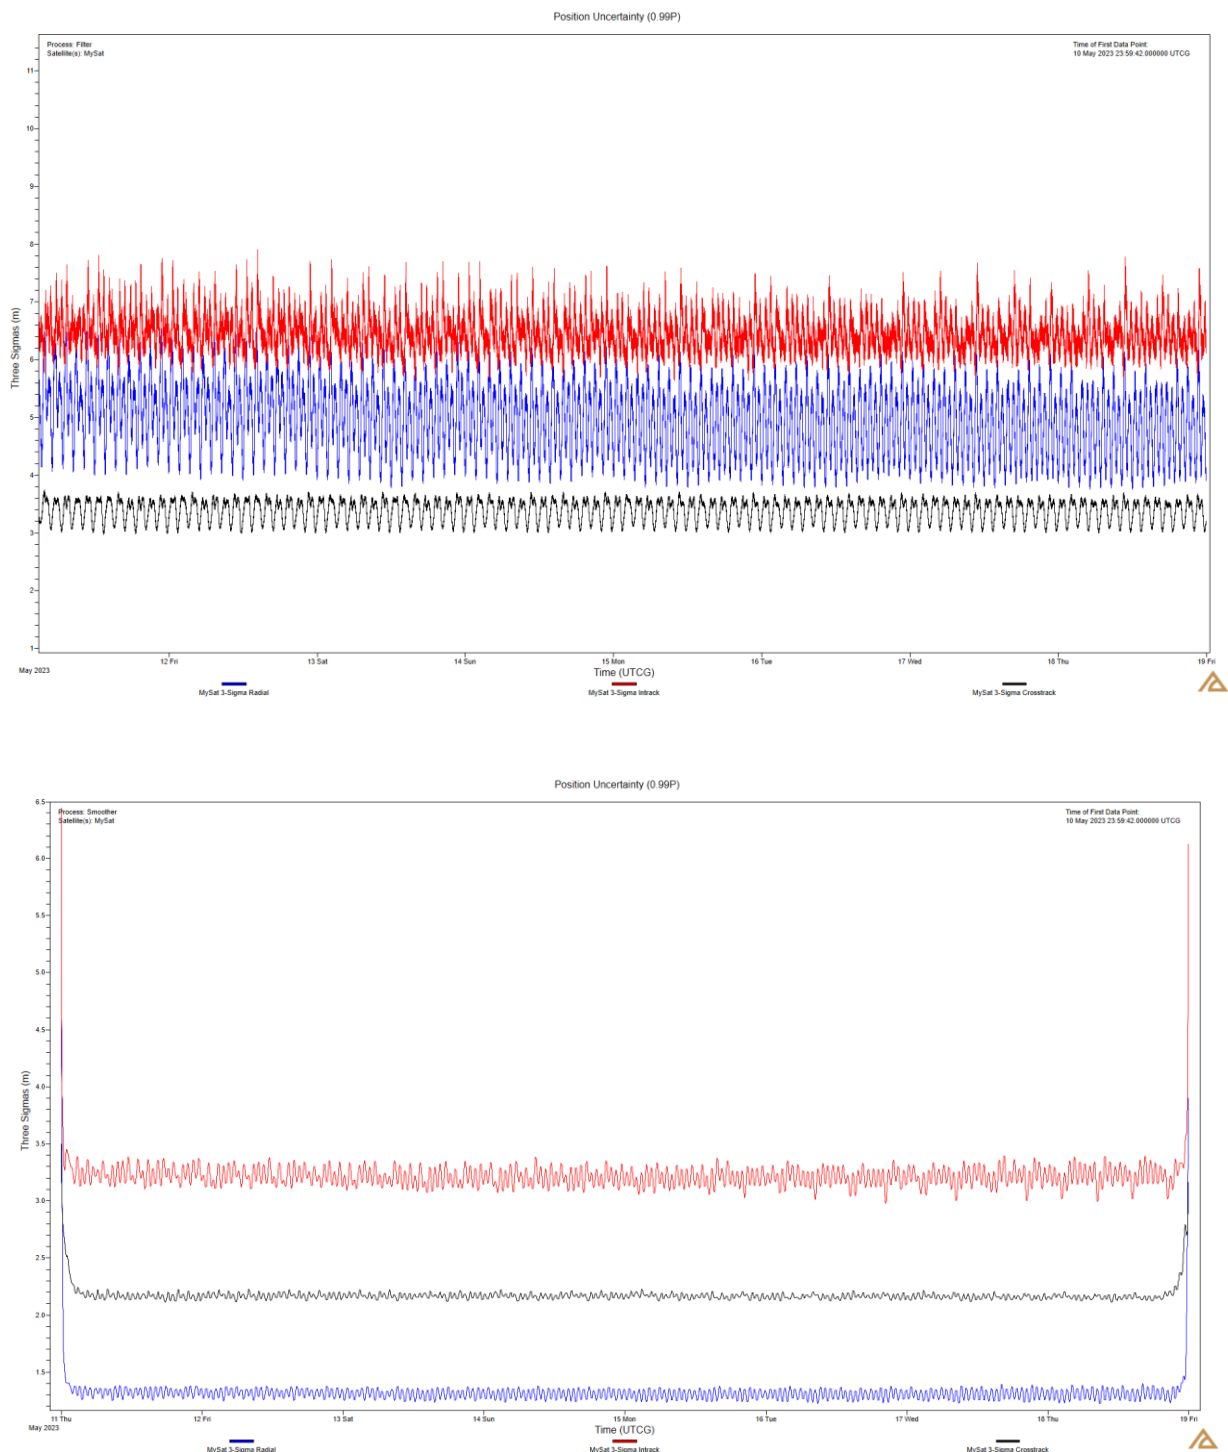 Position Uncertainty (0.99P)
Process: Filter
Satellite(s): MySat
Time of First Data Point:
10 May 2023 23:59:42.000000 UTCG
11
10
9
8
7
6
5
4
3
2
1
Three Sigmas (m)
12 Fri 13 Sat 14 Sun 15 Mon 16 Tue 17 Wed 18 Thu 19 Fri
May 2023
Time (UTCG)
MySat 3-Sigma Radial MySat 3-Sigma Intrack MySat 3-Sigma Crosstrack
Position Uncertainty (0.99P)
Process: Smoother
Satellite(s): MySat
Time of First Data Point:
10 May 2023 23:59:42.000000 UTCG
6.5
6.0
5.5
5.0
4.5
4.0
3.5
3.0
2.5
2.0
1.5
Three Sigmas (m)
11 Thu 12 Fri 13 Sat 14 Sun 15 Mon 16 Tue 17 Wed 18 Thu 19 Fri
May 2023
Time (UTCG)
MySat 3-Sigma Radial MySat 3-Sigma Intrack MySat 3-Sigma Crosstrack